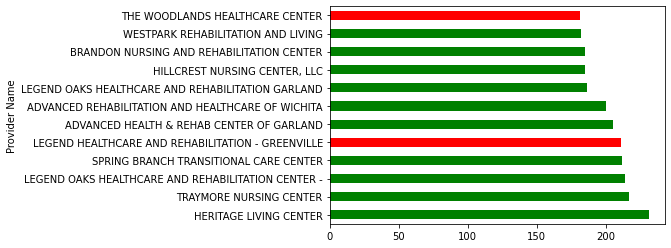 THE WOODLANDS HEALTHCARE CENTER
WESTPARK REHABILITATION AND LIVING
BRANDON NURSING AND REHABILITATION CENTER
HILLCREST NURSING CENTER, LLC
LEGEND OAKS HEALTHCARE AND REHABILITATION GARLAND
ADVANCED REHABILITATION AND HEALTHCARE OF WICHITA
ADVANCED HEALTH & REHAB CENTER OF GARLAND
LEGEND HEALTHCARE AND REHABILITATION - GREENVILLE
SPRING BRANCH TRANSITIONAL CARE CENTER
LEGEND OAKS HEALTHCARE AND REHABILITATION CENTER -
TRAYMORE NURSING CENTER
HERITAGE LIVING CENTER
Provider Name
0 50 100 150 200